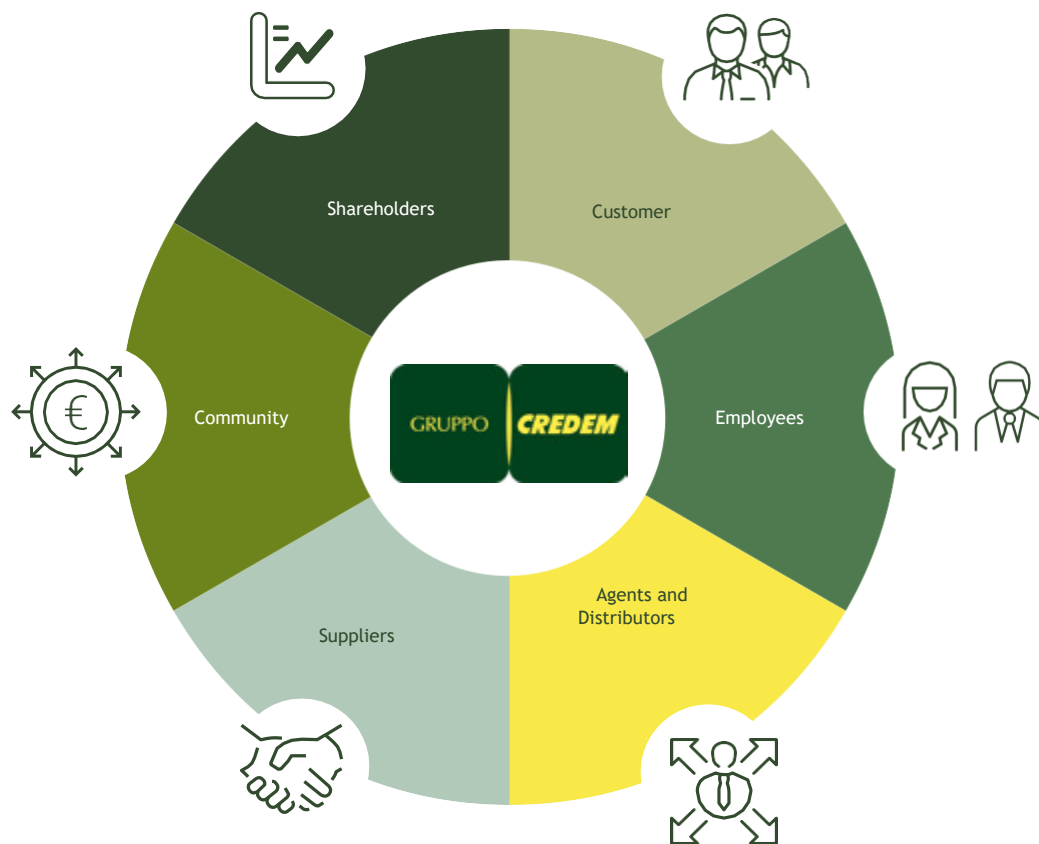 Shareholders
Customer
Community
€
GRUPPO CREDEM
Employees
Agents and
Distributors
Suppliers